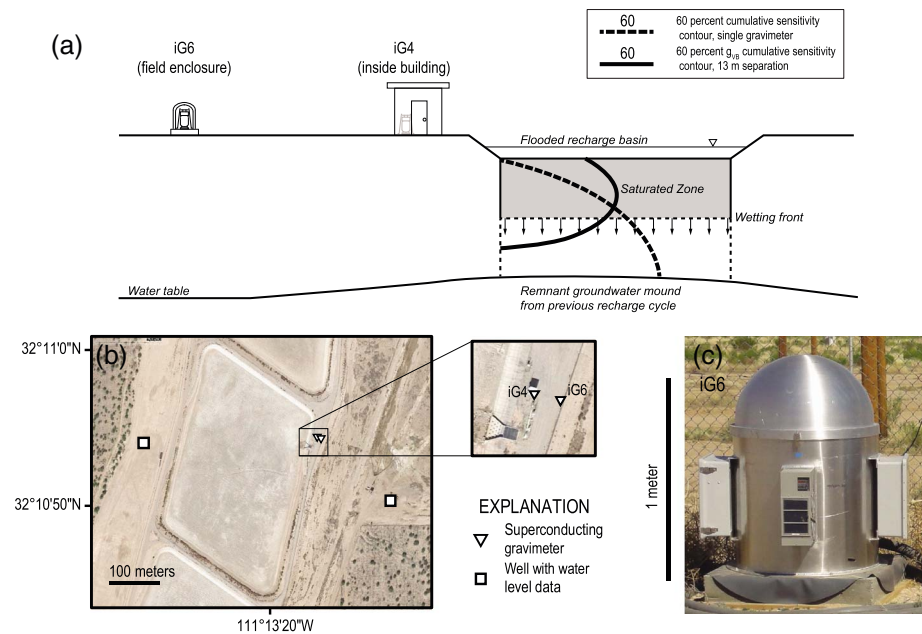 (a)
iG6
(field enclosure)
iG4
(inside building)
60
60 percent cumulative sensitivity
contour, single gravimeter
60
60 percent gVB cumulative sensitivity
contour, 13 m separation
Flooded recharge basin
Saturated Zone
Wetting front
Water table
Remnant groundwater mound
from previous recharge cycle
32°11'0"N
(b)
32°10'50"N
100 meters
111°13'20"W
iG4
iG6
EXPLANATION
Superconducting
gravimeter
Well with water
level data
(c)
iG6
1 meter